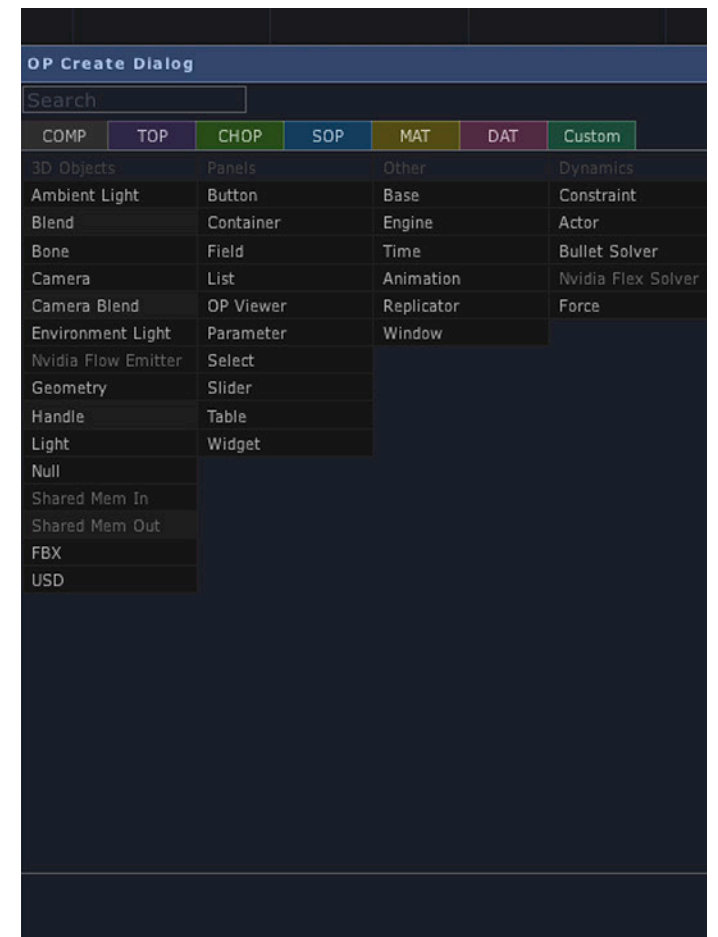 OP Create Dialog
Search
COMP TOP CHOP SOP MAT DAT Custom
3D Objects Panels Other Dynamics
Ambient Light Button Base Constraint
Blend Container Engine Actor
Bone Field Time Bullet Solver
Camera List Animation Nvidia Flex Solver
Camera Blend OP Viewer Replicator Force
Environment Light Parameter Window
Nvidia Flow Emitter Select
Geometry Slider
Handle Table
Light Widget
Null
Shared Mem In
Shared Mem Out
FBX
USD